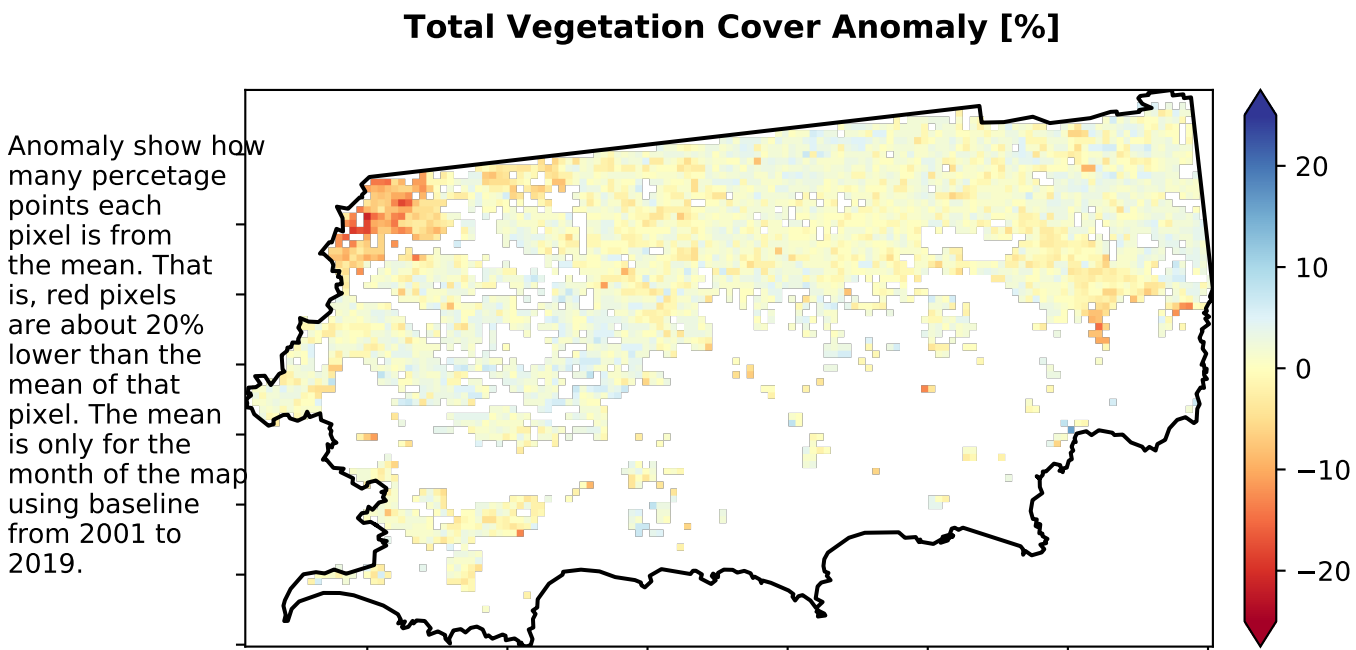 Total Vegetation Cover Anomaly [%]
Anomaly show how
many percetage
points each
pixel is from
the mean. That
is, red pixels
are about 20%
lower than the
mean of that
pixel. The mean
is only for the
month of the map
using baseline
from 2001 to
2019.
20
10
0
−10
−20